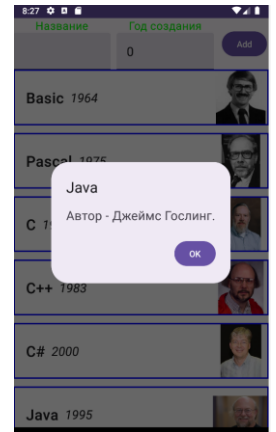 8:27
Название Год создания
0 Add
Basic 1964
Pascal 1975
Java
Автор - Джеймс Гослинг.
C 1
OK
C++ 1983
C# 2000
Java 1995